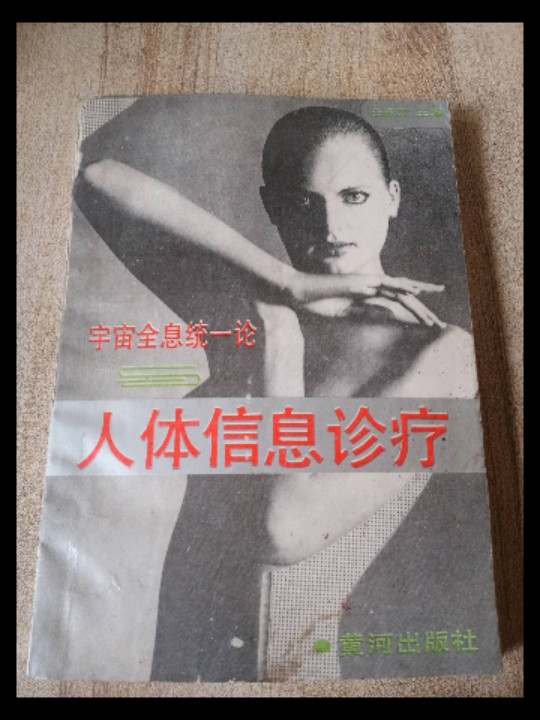 宇宙全息统一论
人体信息诊疗
黄河出版社